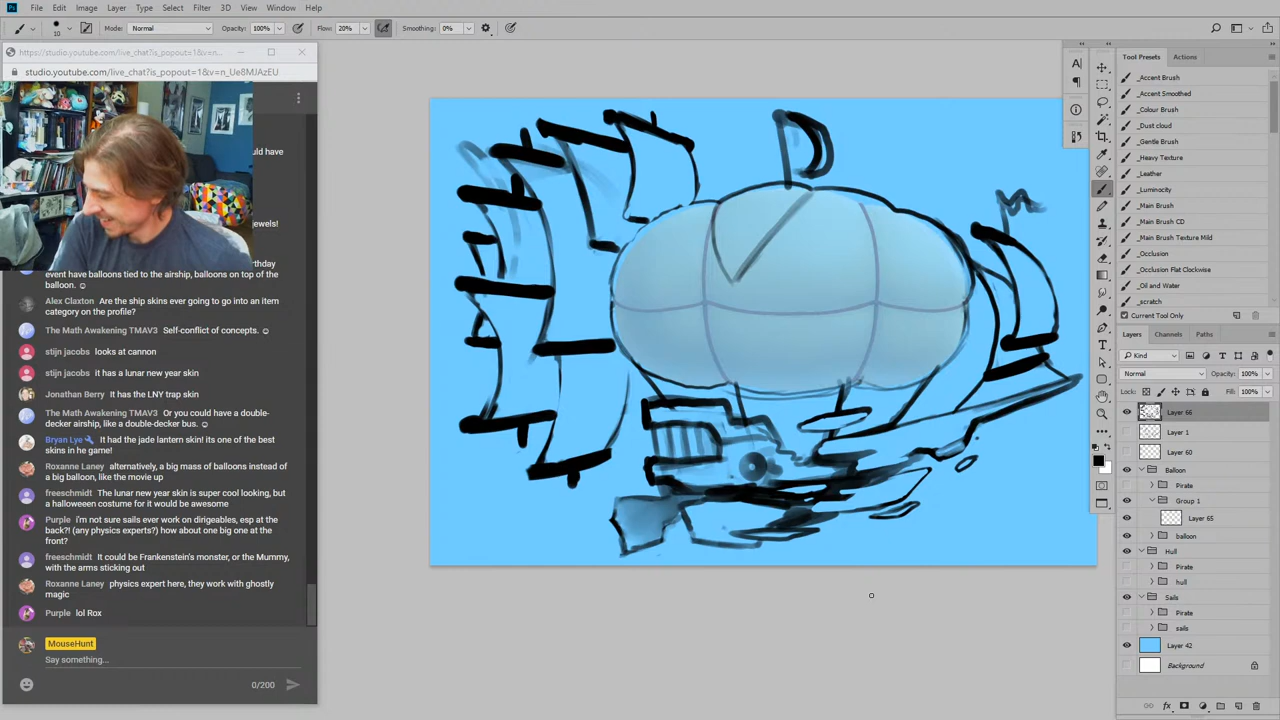 File Edit Image Layer Type Select Filter 3D View Window Help
10 Mode: Normal Opacity: 100% Flow: 20% Smoothing: 0%
https://studio.youtube.com/live_chat?is_popout=1&v=n_...
studio.youtube.com/live_chat?is_popout=1&v=n_Ue8MJAzEU
uld have
jewels!
rthday
event have balloons tied to the airship, balloons on top of the
balloon.
Alex Claxton Are the ship skins ever going to go into an item
category on the profile?
The Math Awakening TMAV3 Self-conflict of concepts.
stijn jacobs looks at cannon
stijn jacobs it has a lunar new year skin
Jonathan Berry It has the LNY trap skin
The Math Awakening TMAV3 Or you could have a double-
decker airship, like a double-decker bus.
Bryan Lye It had the jade lantern skin! its one of the best
skins in he game!
Roxanne Laney alternatively, a big mass of balloons instead of
a big balloon, like the movie up
freeschmidt The lunar new year skin is super cool looking, but
a halloweeen costume for it would be awesome
Purple i'm not sure sails ever work on dirigeables, esp at the
back?! (any physics experts?) how about one big one at the
front?
freeschmidt It could be Frankenstein's monster, or the Mummy,
with the arms sticking out
Roxanne Laney physics expert here, they work with ghostly
magic
Purple lol Rox
MouseHunt
Say something...
0/200
Tool Presets Actions
_Accent Brush
_Accent Smoothed
_Colour Brush
_Dust cloud
_Gentle Brush
_Heavy Texture
_Leather
_Luminocity
_Main Brush
_Main Brush CD
_Main Brush Texture Mild
_Occlusion
_Occlusion Flat Clockwise
_Oil and Water
_scratch
Current Tool Only
Layers Channels Paths
Kind
Normal Opacity: 100%
Lock: Fill: 100%
Layer 66
Layer 1
Layer 60
Balloon
Pirate
Group 1
Layer 65
balloon
Hull
Pirate
hull
Sails
Pirate
sails
Layer 42
Background